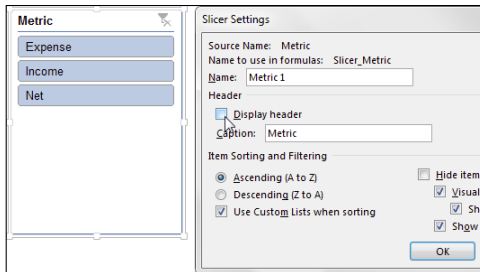 Metric
Expense
Income
Net
Slicer Settings
Source Name: Metric
Name to use in formulas: Slicer_Metric
Name: Metric 1
Header
Display header
Caption: Metric
Item Sorting and Filtering
Ascending (A to Z)
Descending (Z to A)
Use Custom Lists when sorting
Hide item
Visual
Sh
Show
OK